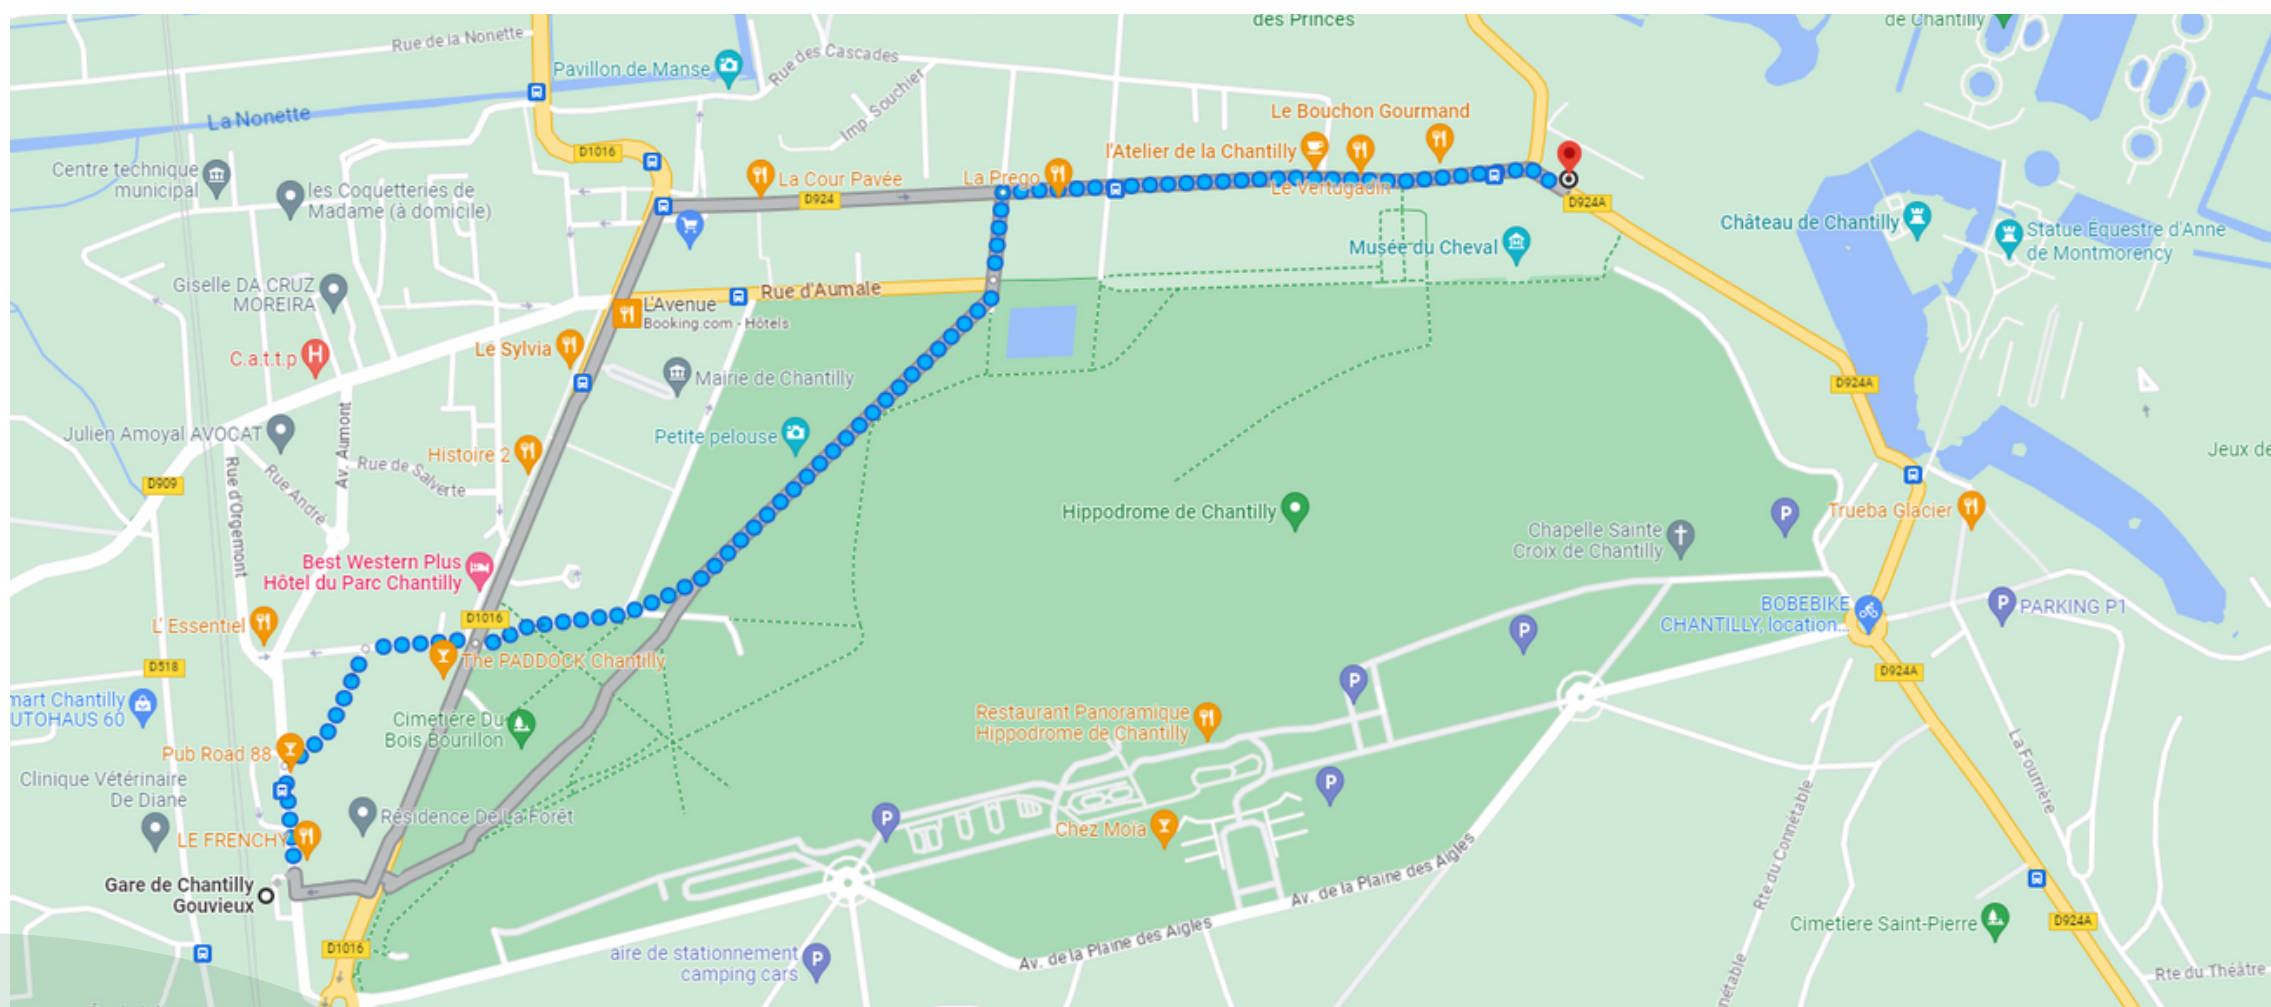 des Princes
de Chantilly
Rue de la Nonette
Pavillon de Manse
Rue des Cascades
La Nonette
Imp. Souchier
Le Bouchon Gourmand
D1016
l'Atelier de la Chantilly
Centre technique
municipal
les Coquetteries de
Madame (à domicile)
La Cour Pavée
La Prego
Le Vertugadin
D924
D924A
Château de Chantilly
Statue Équestre d'Anne
de Montmorency
Musée du Cheval
Giselle DA CRUZ
MOREIRA
L'Avenue
Booking.com - Hôtels
Rue d'Aumale
Le Sylvia
C.a.t.t.p
H
Mairie de Chantilly
D924A
Julien Amoyal AVOCAT
Av. Aumont
Petite pelouse
Histoire 2
Rue de Salverte
Jeux de
D909
Rue d'Orgemont
Rue André
Hippodrome de Chantilly
P
Trueba Glacier
Chapelle Sainte
Croix de Chantilly
Best Western Plus
Hôtel du Parc Chantilly
BOBEBIKE
CHANTILLY, location...
P
PARKING P1
L' Essentiel
D1016
P
The PADDOCK Chantilly
D518
D924A
P
mart Chantilly
UTOHAUS 60
Cimetière Du
Bois Bourillon
Restaurant Panoramique
Hippodrome de Chantilly
Pub Road 88
La Fourrière
Clinique Vétérinaire
De Diane
P
Résidence De La Forêt
P
Chez Moïa
LE FRENCHY
Rte du Connétable
Gare de Chantilly
Gouvieux
Av. de la Plaine des Aigles
Cimetiere Saint-Pierre
D924A
D1016
Av. de la Plaine des Aigles
aire de stationnement
camping cars
P
nétable
Rte du Théâtre